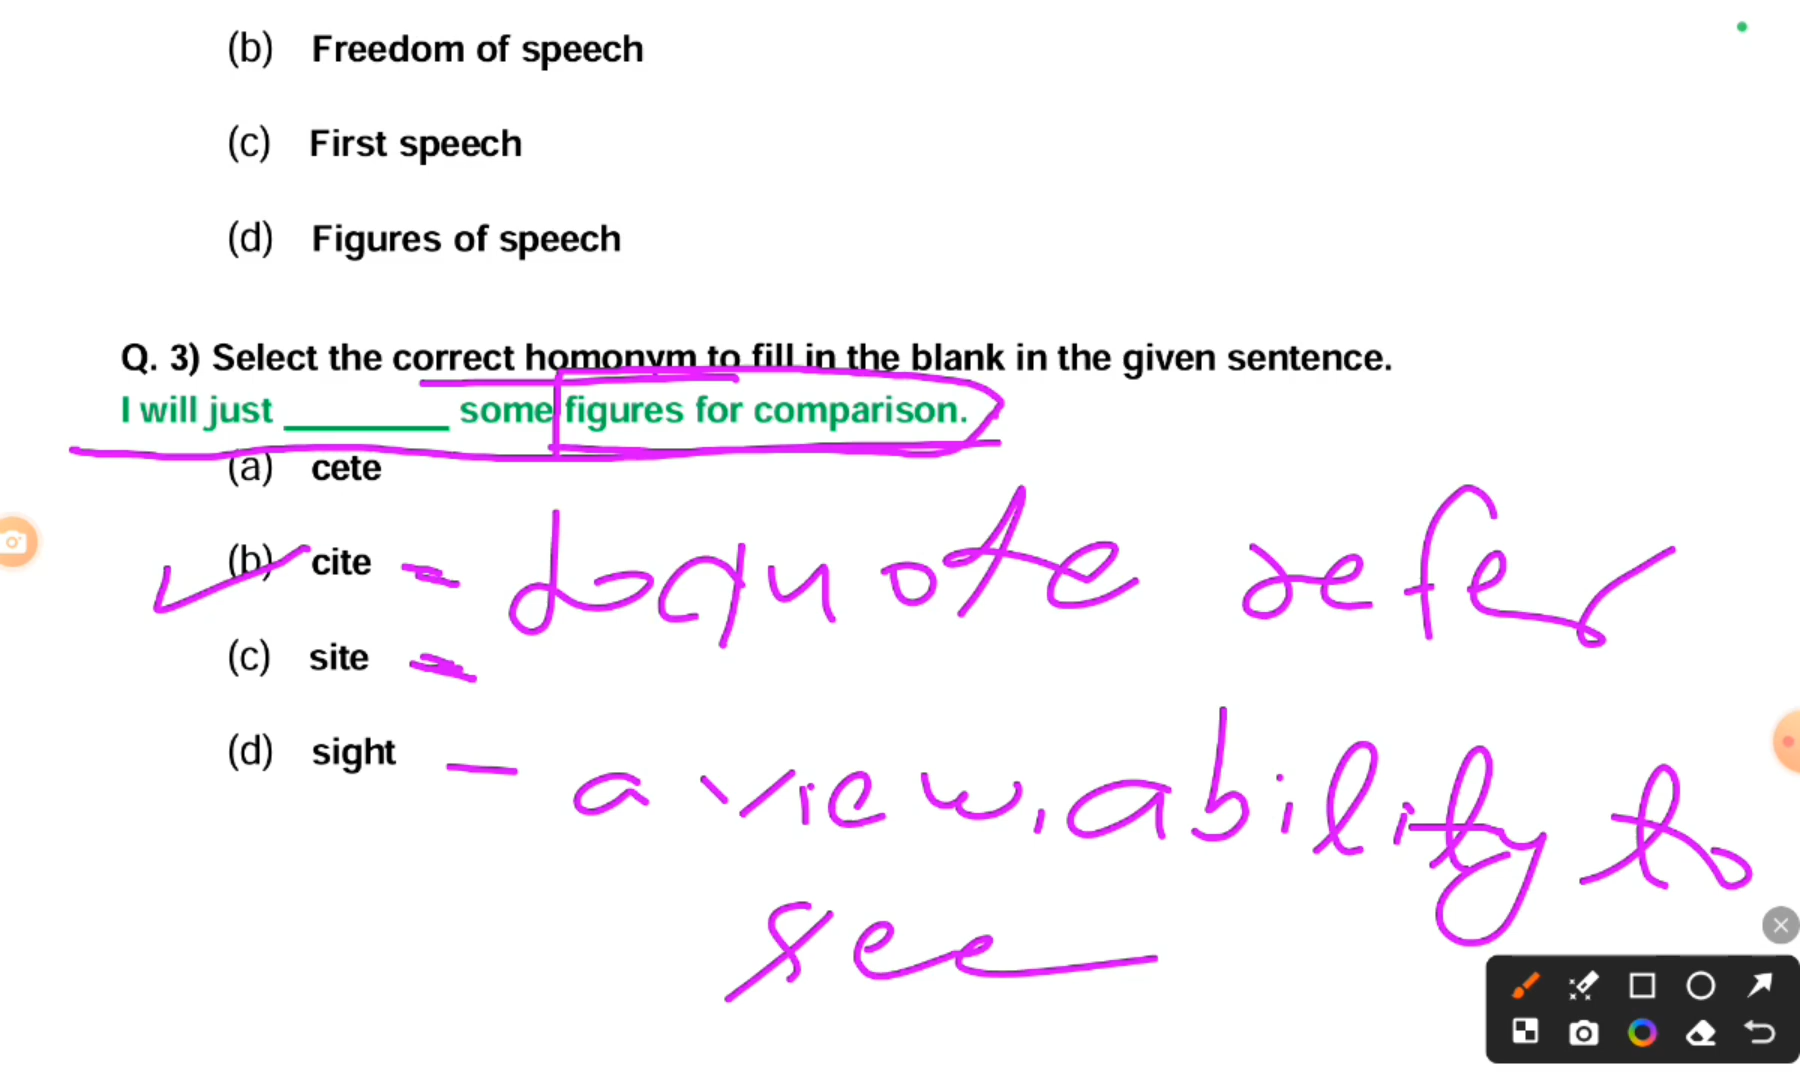 (b) Freedom of speech
(c) First speech
(d) Figures of speech
Q. 3) Select the correct homonym to fill in the blank in the given sentence.
I will just ________ some figures for comparison.
(a) cete
(b) cite = to quote refer
(c) site =
(d) sight - a view, ability to
see